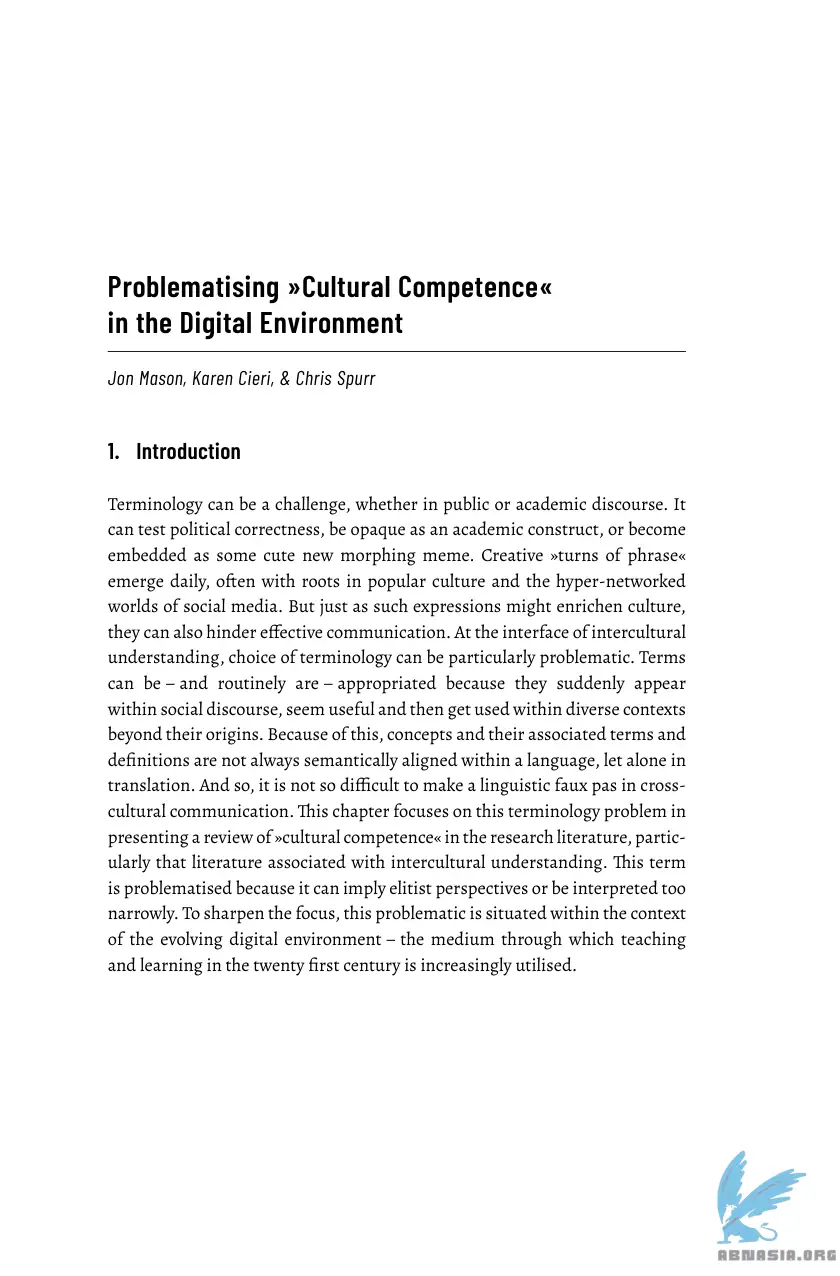 Problematising »Cultural Competence«
in the Digital Environment
Jon Mason, Karen Cieri, & Chris Spurr
1. Introduction
Terminology can be a challenge, whether in public or academic discourse. It
can test political correctness, be opaque as an academic construct, or become
embedded as some cute new morphing meme. Creative »turns of phrase«
emerge daily, often with roots in popular culture and the hyper-networked
worlds of social media. But just as such expressions might enrichen culture,
they can also hinder effective communication. At the interface of intercultural
understanding, choice of terminology can be particularly problematic. Terms
can be – and routinely are – appropriated because they suddenly appear
within social discourse, seem useful and then get used within diverse contexts
beyond their origins. Because of this, concepts and their associated terms and
definitions are not always semantically aligned within a language, let alone in
translation. And so, it is not so difficult to make a linguistic faux pas in cross-
cultural communication. This chapter focuses on this terminology problem in
presenting a review of »cultural competence« in the research literature, partic-
ularly that literature associated with intercultural understanding. This term
is problematised because it can imply elitist perspectives or be interpreted too
narrowly. To sharpen the focus, this problematic is situated within the context
of the evolving digital environment – the medium through which teaching
and learning in the twenty first century is increasingly utilised.
ABNASIA.ORG